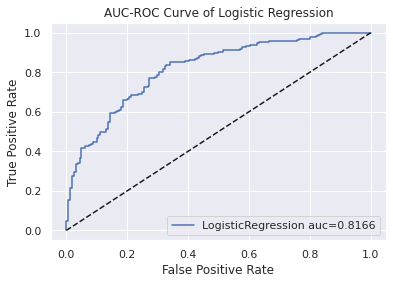 AUC-ROC Curve of Logistic Regression
True Positive Rate
1.0
0.8
0.6
0.4
0.2
0.0
LogisticRegression auc=0.8166
0.0 0.2 0.4 0.6 0.8 1.0
False Positive Rate